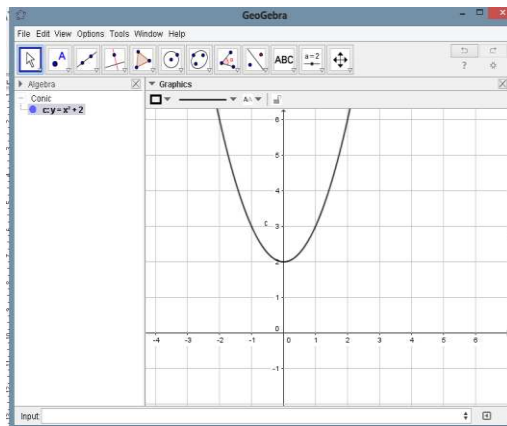 GeoGebra
File Edit View Options Tools Window Help
A
ABC
a=2
?
Algebra
Graphics
Conic
c: y = x² + 2
AA
c
6
5
4
3
2
1
0
-4 -3 -2 -1 0 1 2 3 4 5 6
-1
Input: